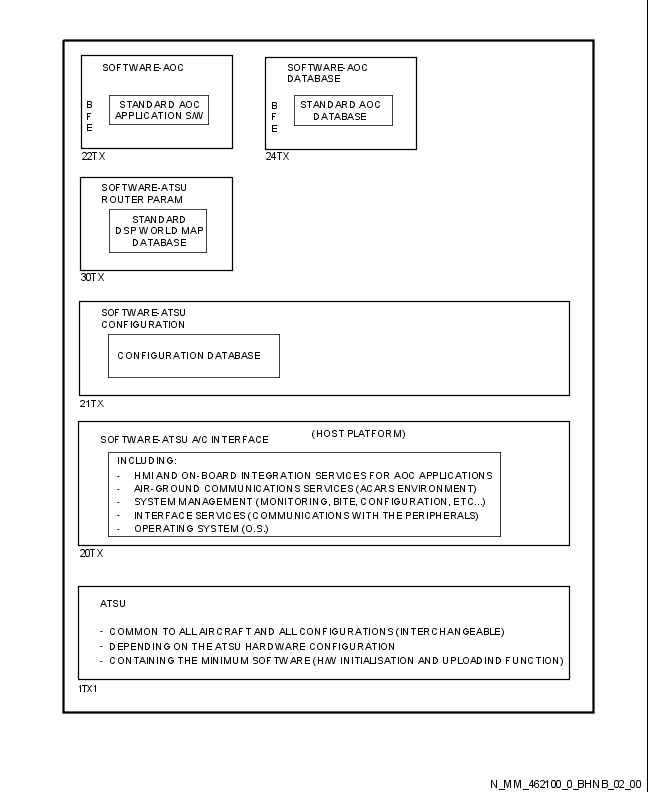 SOFTWARE-AOC
B
F
E
STANDARD AOC
APPLICATION S/W
22TX
SOFTWARE-AOC
DATABASE
B
F
E
STANDARD AOC
DATABASE
24TX
SOFTWARE-ATSU
ROUTER PARAM
STANDARD
DSP WORLD MAP
DATABASE
30TX
SOFTWARE-ATSU
CONFIGURATION
CONFIGURATION DATABASE
21TX
(HOST PLATFORM)
SOFTWARE-ATSU A/C INTERFACE
INCLUDING:
- HMI AND ON-BOARD INTEGRATION SERVICES FOR AOC APPLICATIONS
- AIR-GROUND COMMUNICATIONS SERVICES (ACARS ENVIRONMENT)
- SYSTEM MANAGEMENT (MONITORING, BITE, CONFIGURATION, ETC...)
- INTERFACE SERVICES (COMMUNICATIONS WITH THE PERIPHERALS)
- OPERATING SYSTEM (O.S.)
20TX
ATSU
- COMMON TO ALL AIRCRAFT AND ALL CONFIGURATIONS (INTERCHANGEABLE)
- DEPENDING ON THE ATSU HARDWARE CONFIGURATION
- CONTAINING THE MINIMUM SOFTWARE (H/W INITIALISATION AND UPLOADIND FUNCTION)
1TX1
N_MM_462100_0_BHNB_02_00